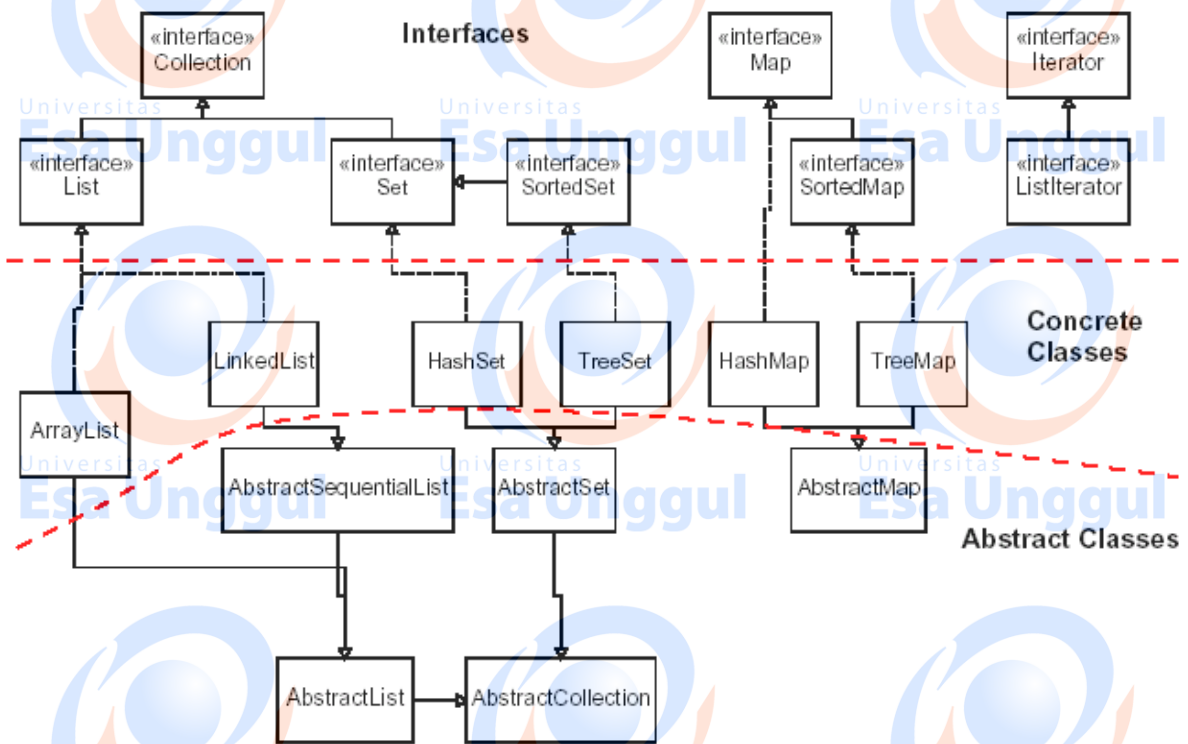 Interfaces
«interface»
Collection
«interface»
Map
«interface»
Iterator
Universitas
Esa Unggul
Universitas
Esa Unggul
Universitas
Esa Unggul
«interface»
List
«interface»
Set
«interface»
SortedSet
«interface»
SortedMap
«interface»
ListIterator
Concrete
Classes
LinkedList
HashSet
TreeSet
HashMap
TreeMap
ArrayList
Universitas
Esa Unggul
Universitas
Esa Unggul
Universitas
Esa Unggul
AbstractSequentialList
AbstractSet
AbstractMap
Abstract Classes
AbstractList
AbstractCollection